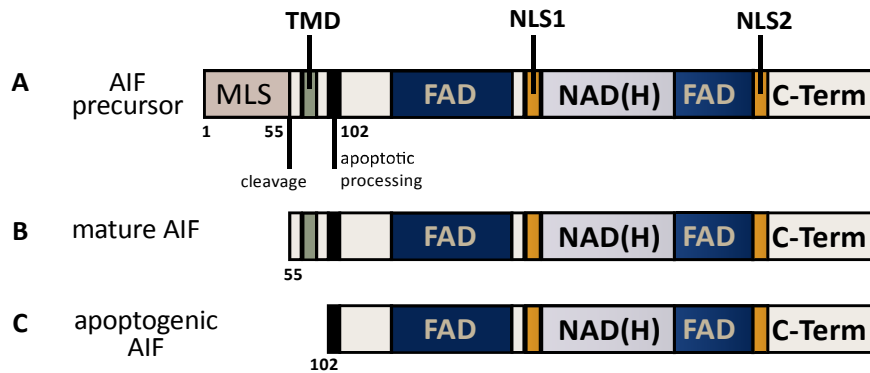 TMD NLS1 NLS2
A AIF precursor MLS FAD NAD(H) FAD C-Term
1 55 102
cleavage
apoptotic
processing
B mature AIF FAD NAD(H) FAD C-Term
55
C apoptogenic AIF FAD NAD(H) FAD C-Term
102